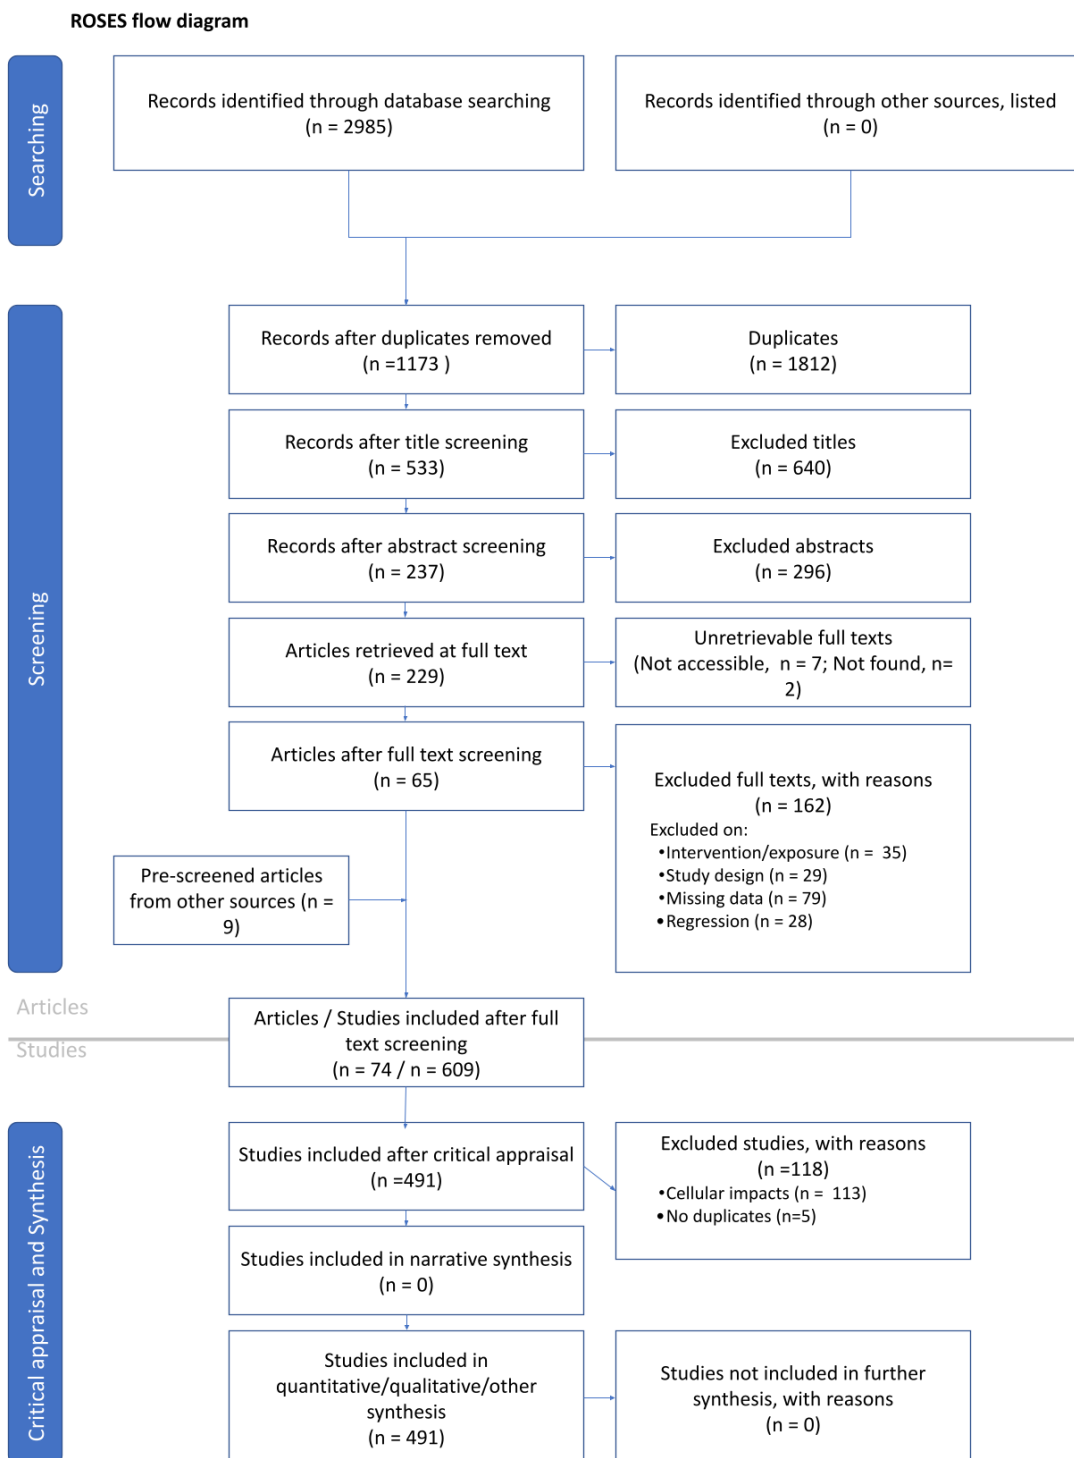 ROSES flow diagram
Searching
Records identified through database searching
(n = 2985)
Records identified through other sources, listed
(n = 0)
Screening
Records after duplicates removed
(n =1173 )
Duplicates
(n = 1812)
Records after title screening
(n = 533)
Excluded titles
(n = 640)
Records after abstract screening
(n = 237)
Excluded abstracts
(n = 296)
Articles retrieved at full text
(n = 229)
Unretrievable full texts
(Not accessible,  n = 7; Not found, n=
2)
Articles after full text screening
(n = 65)
Excluded full texts, with reasons
(n = 162)
Excluded on:
•Intervention/exposure (n =  35)
•Study design (n = 29)
•Missing data (n = 79)
•Regression (n = 28)
Pre-screened articles
from other sources (n =
9)
Articles
Studies
Articles / Studies included after full
text screening
(n = 74 / n = 609)
Critical appraisal and Synthesis
Studies included after critical appraisal
(n =491)
Excluded studies, with reasons
(n =118)
•Cellular impacts (n =  113)
•No duplicates (n=5)
Studies included in narrative synthesis
(n = 0)
Studies included in
quantitative/qualitative/other
synthesis
(n = 491)
Studies not included in further
synthesis, with reasons
(n = 0)